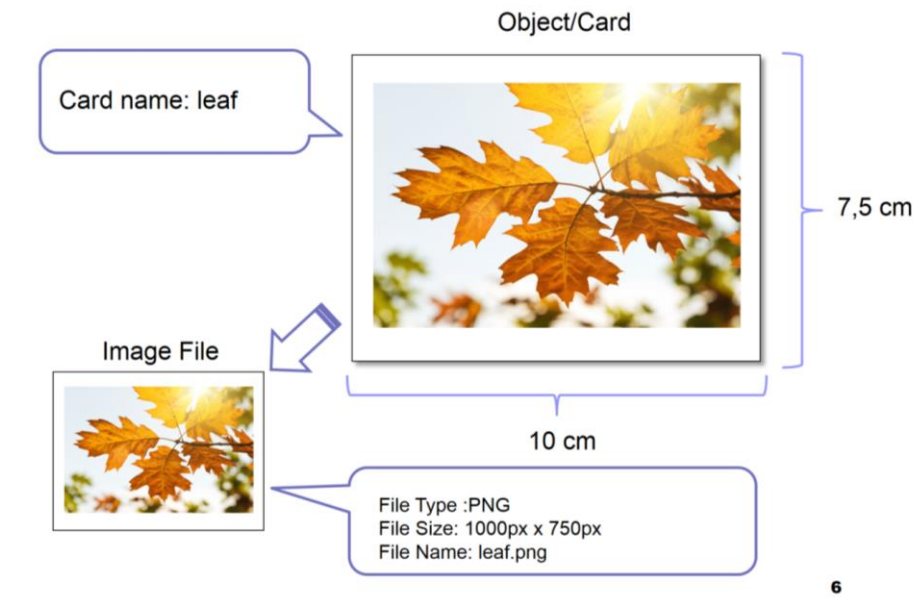 Object/Card
Card name: leaf
7,5 cm
Image File
10 cm
File Type :PNG
File Size: 1000px x 750px
File Name: leaf.png
6